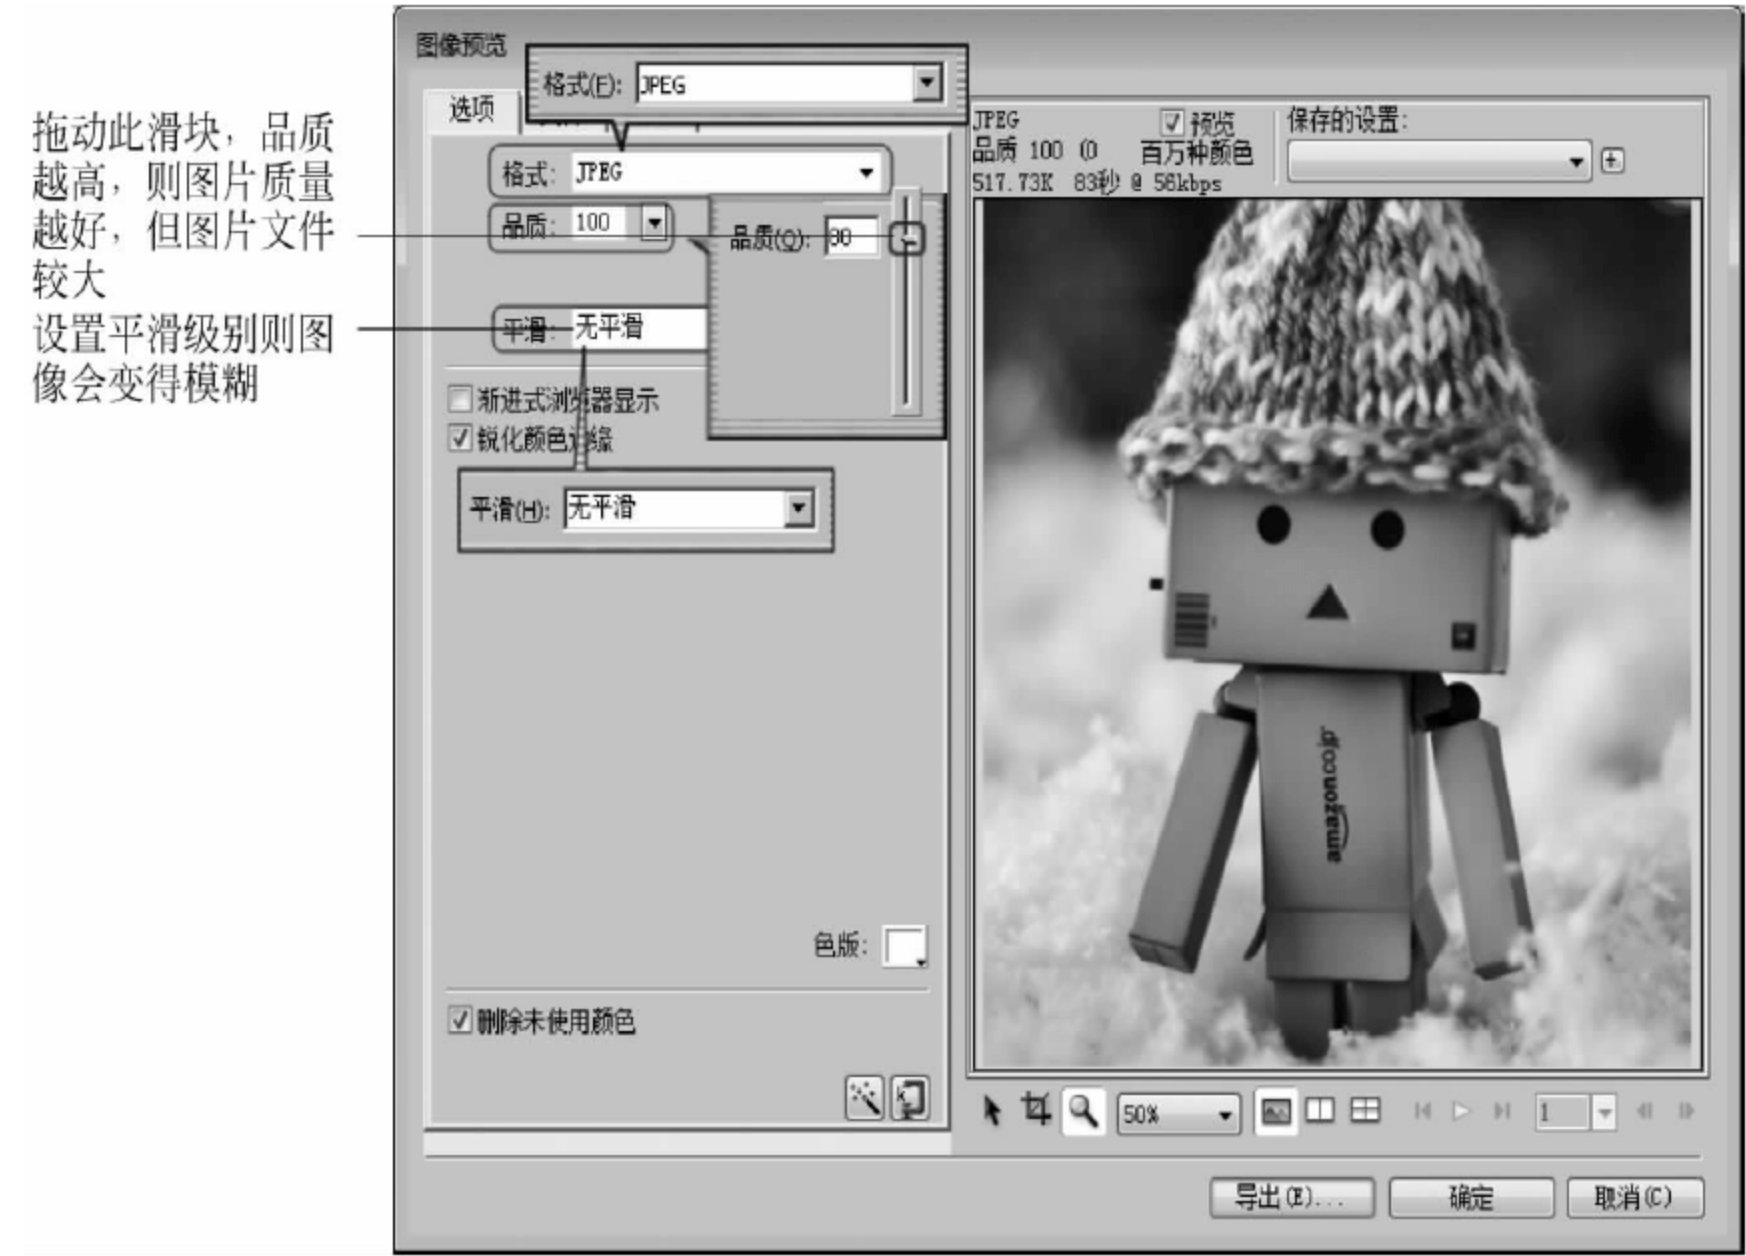 拖动此滑块，品质
越高，则图片质量
越好，但图片文件
较大
设置平滑级别则图
像会变得模糊
图像预览
选项
格式(F): JPEG
格式: JPEG
品质: 100
品质(Q): 80
平滑: 无平滑
渐进式浏览器显示
锐化颜色边缘
平滑(H): 无平滑
色版:
删除未使用颜色
JPEG
预览
保存的设置:
品质 100 (0
百万种颜色
517.73K 83秒 @ 56kbps
amazon.co.jp
50%
1
导出(E)...
确定
取消(C)